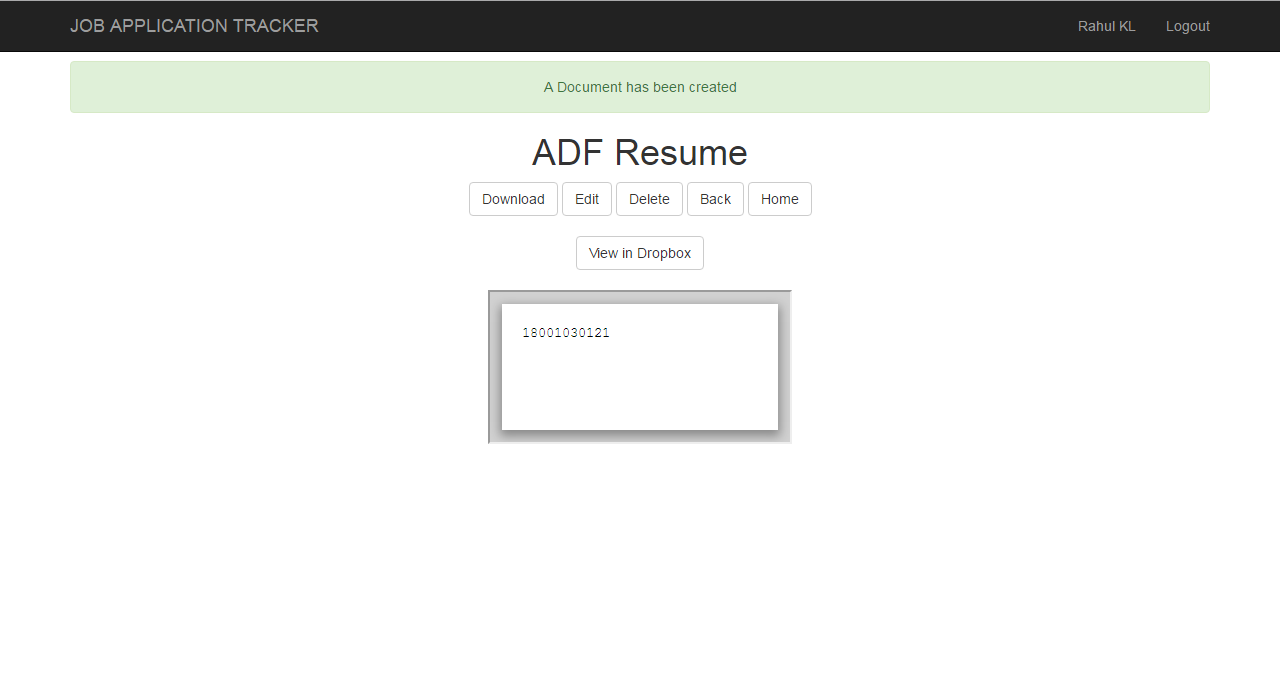 JOB APPLICATION TRACKER Rahul KL Logout
A Document has been created
ADF Resume
Download Edit Delete Back Home
View in Dropbox
18001030121